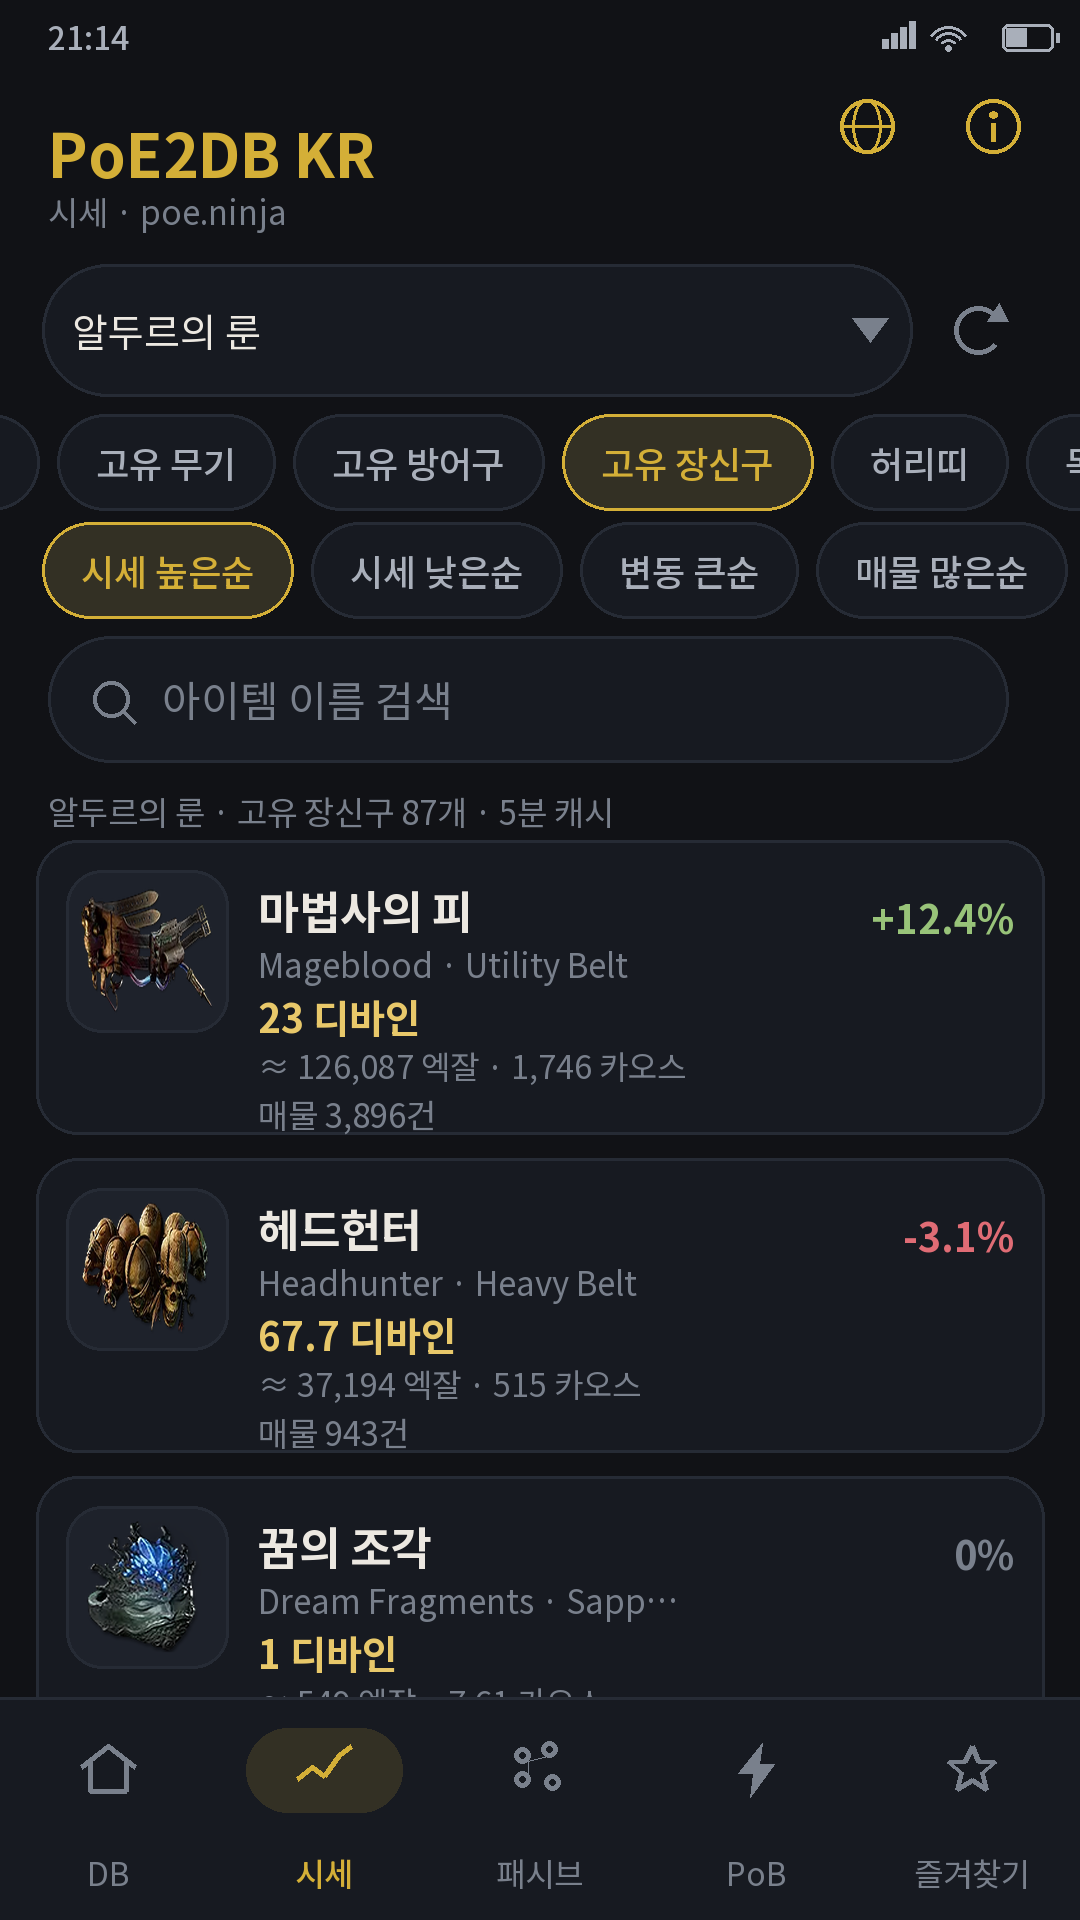 21:14
PoE2DB KR
시세 · poe.ninja
알두르의 룬
고유 무기
고유 방어구
고유 장신구
허리띠
시세 높은순
시세 낮은순
변동 큰순
매물 많은순
아이템 이름 검색
알두르의 룬 · 고유 장신구 87개 · 5분 캐시
마법사의 피
+12.4%
Mageblood · Utility Belt
23 디바인
≈ 126,087 엑잘 · 1,746 카오스
매물 3,896건
헤드헌터
-3.1%
Headhunter · Heavy Belt
67.7 디바인
≈ 37,194 엑잘 · 515 카오스
매물 943건
꿈의 조각
0%
Dream Fragments · Sapp…
1 디바인
DB
시세
패시브
PoB
즐겨찾기